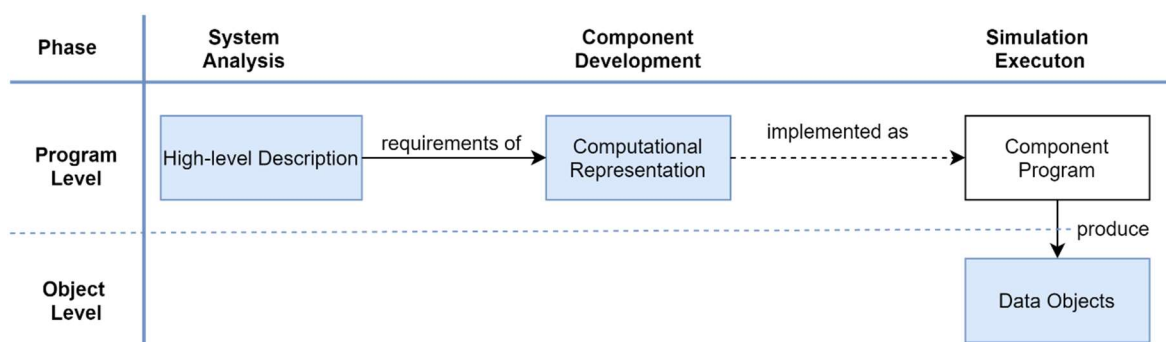 Phase
System
Analysis
Component
Development
Simulation
Executon
Program
Level
High-level Description
requirements of
Computational
Representation
implemented as
Component
Program
produce
Object
Level
Data Objects